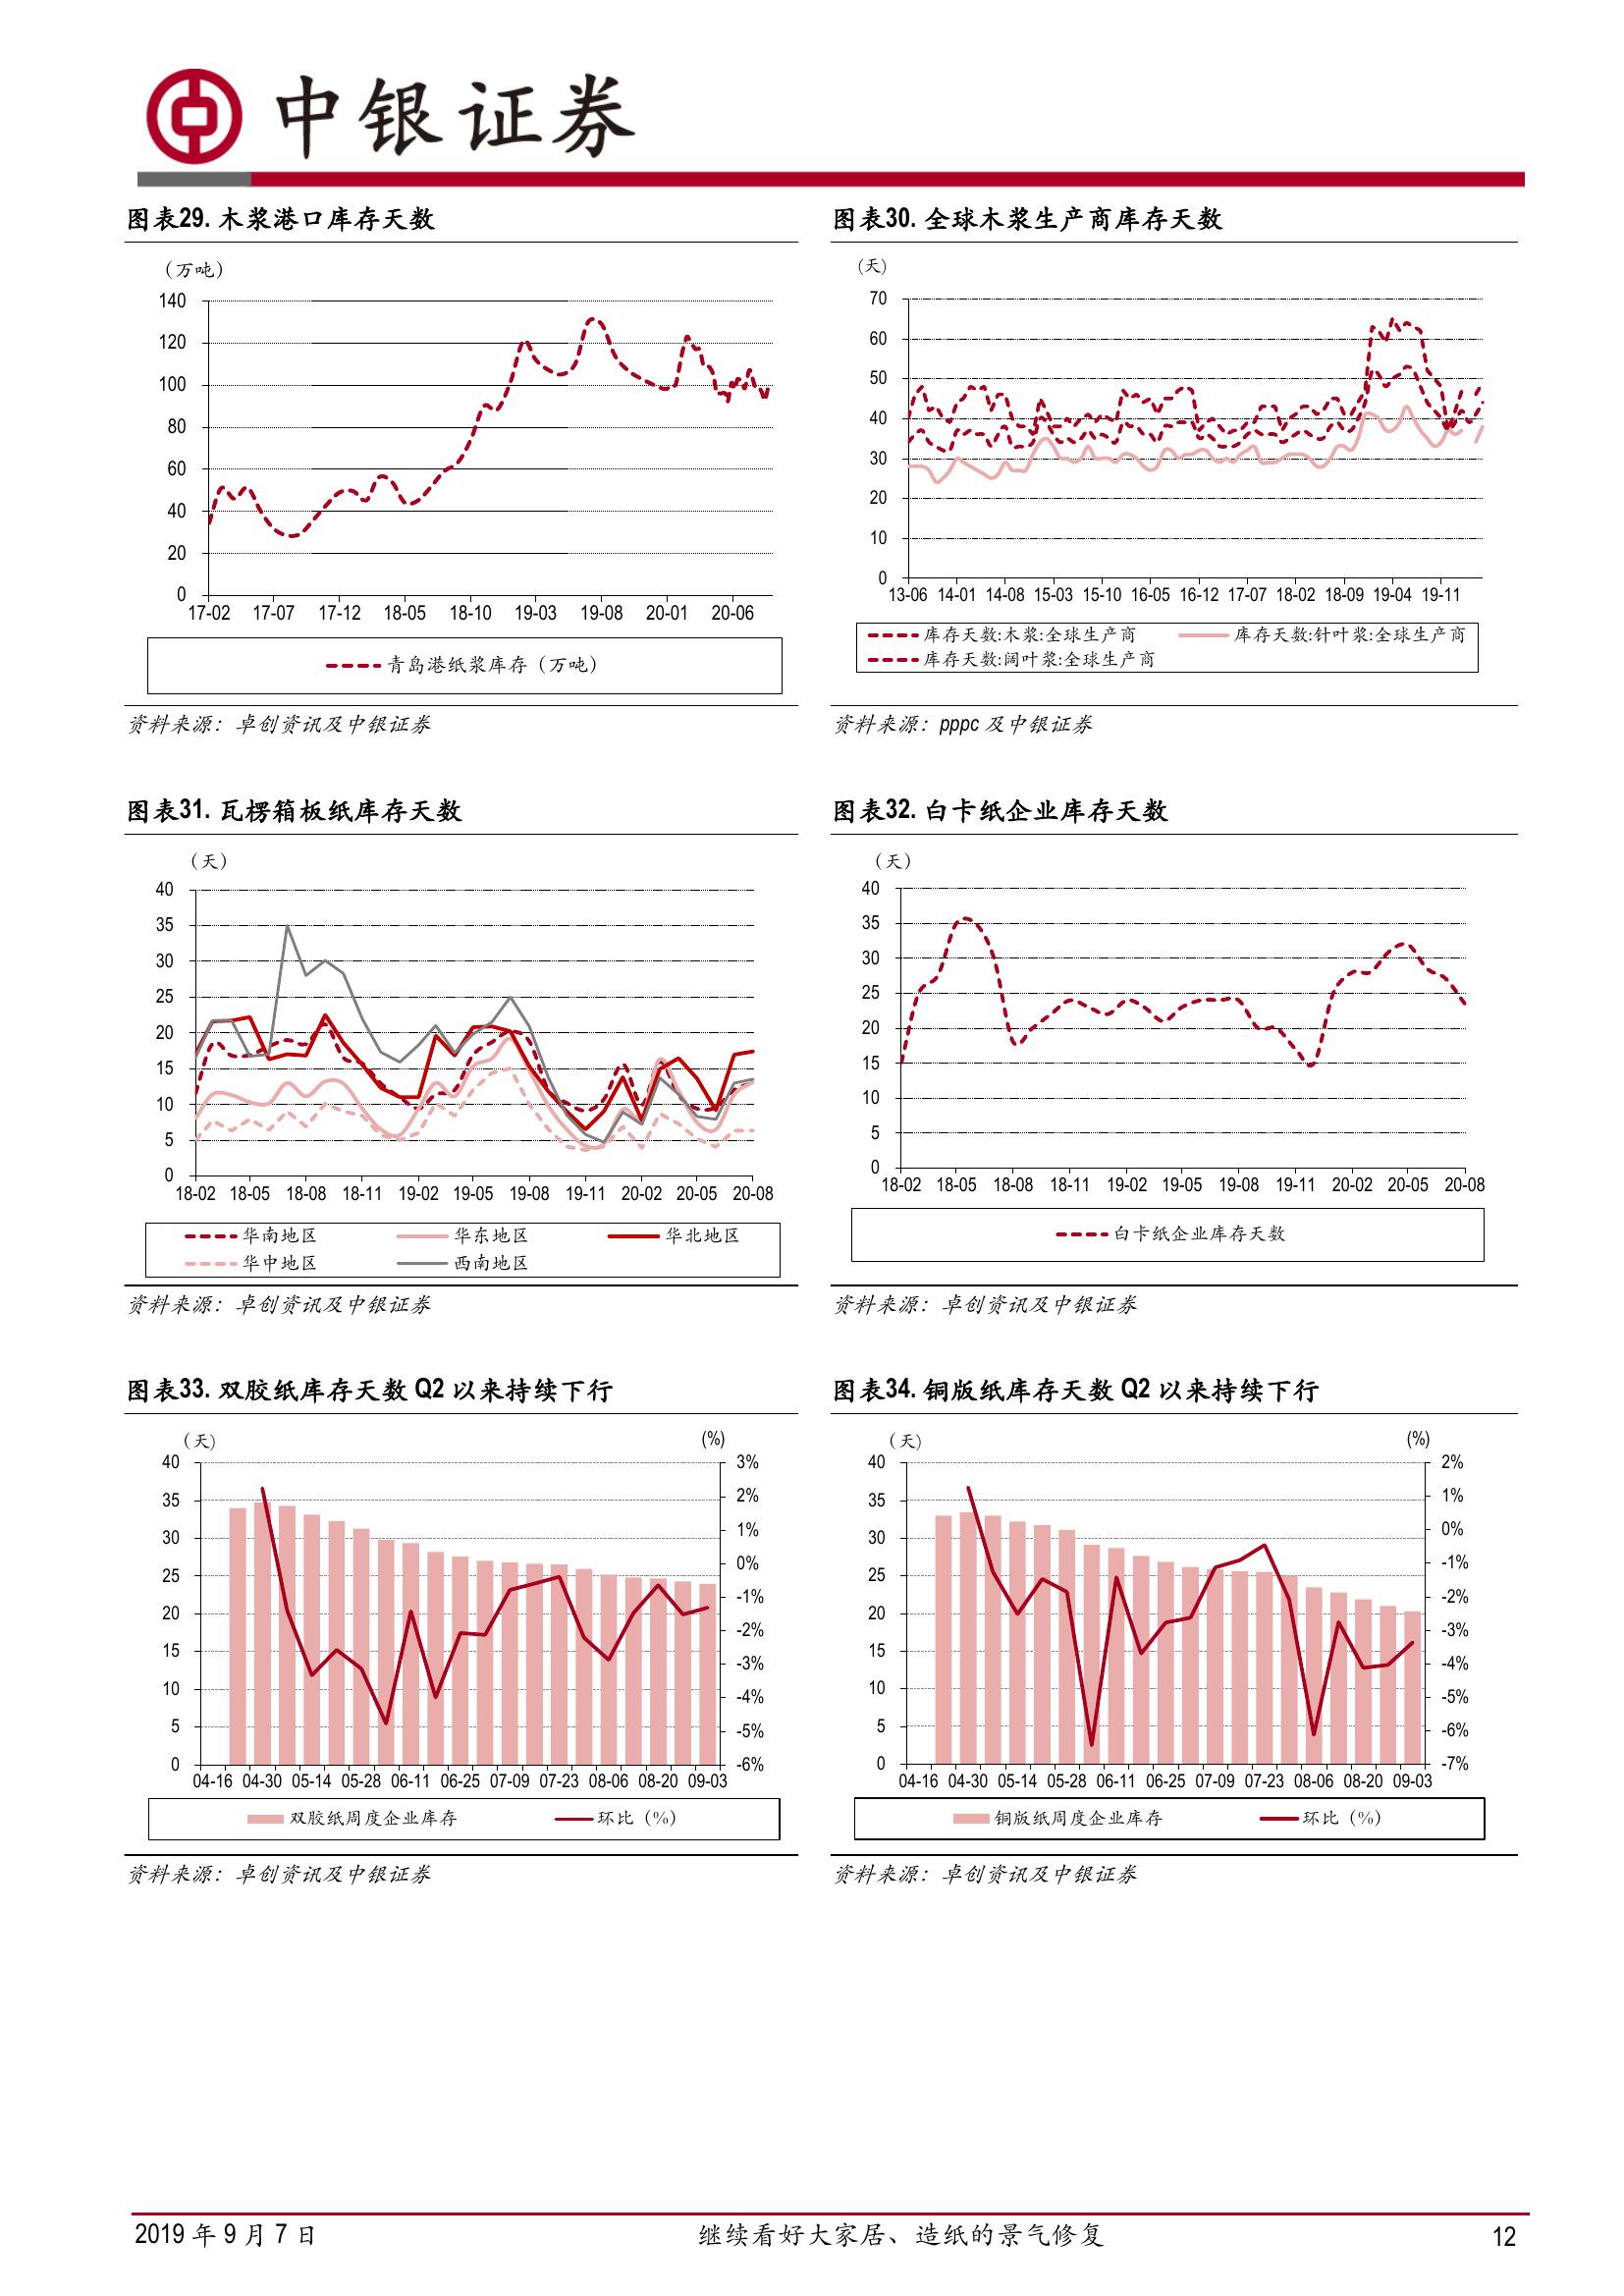 中银证券
图表29. 木浆港口库存天数
（万吨）
140
120
100
80
60
40
20
0
17-02 17-07 17-12 18-05 18-10 19-03 19-08 20-01 20-06
青岛港纸浆库存（万吨）
资料来源：卓创资讯及中银证券
图表30. 全球木浆生产商库存天数
(天)
70
60
50
40
30
20
10
0
13-06 14-01 14-08 15-03 15-10 16-05 16-12 17-07 18-02 18-09 19-04 19-11
库存天数:木浆:全球生产商 库存天数:针叶浆:全球生产商
库存天数:阔叶浆:全球生产商
资料来源：pppc 及中银证券
图表31. 瓦楞箱板纸库存天数
（天）
40
35
30
25
20
15
10
5
0
18-02 18-05 18-08 18-11 19-02 19-05 19-08 19-11 20-02 20-05 20-08
华南地区 华东地区 华北地区
华中地区 西南地区
资料来源：卓创资讯及中银证券
图表32. 白卡纸企业库存天数
（天）
40
35
30
25
20
15
10
5
0
18-02 18-05 18-08 18-11 19-02 19-05 19-08 19-11 20-02 20-05 20-08
白卡纸企业库存天数
资料来源：卓创资讯及中银证券
图表33. 双胶纸库存天数 Q2 以来持续下行
（天） (%)
40 3%
35 2%
30 1%
25 0%
20 -1%
15 -2%
10 -3%
5 -4%
0 -5%
-6%
04-16 04-30 05-14 05-28 06-11 06-25 07-09 07-23 08-06 08-20 09-03
双胶纸周度企业库存 环比（%）
资料来源：卓创资讯及中银证券
图表34. 铜版纸库存天数 Q2 以来持续下行
（天） (%)
40 2%
35 1%
30 0%
25 -1%
20 -2%
15 -3%
10 -4%
5 -5%
0 -6%
-7%
04-16 04-30 05-14 05-28 06-11 06-25 07-09 07-23 08-06 08-20 09-03
铜版纸周度企业库存 环比（%）
资料来源：卓创资讯及中银证券
2019 年 9 月 7 日 继续看好大家居、造纸的景气修复 12